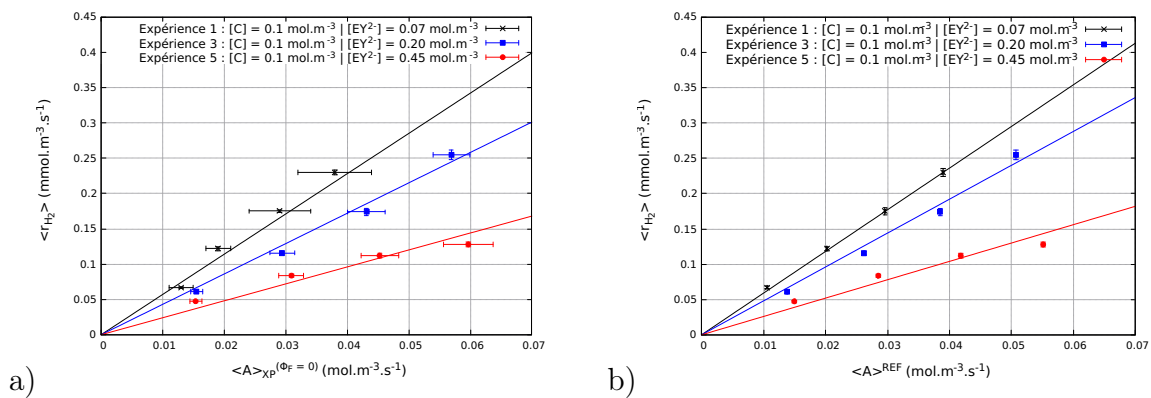 Expérience 1 : [C] = 0.1 mol.m⁻³ | [EY²⁻] = 0.07 mol.m⁻³
Expérience 3 : [C] = 0.1 mol.m⁻³ | [EY²⁻] = 0.20 mol.m⁻³
Expérience 5 : [C] = 0.1 mol.m⁻³ | [EY²⁻] = 0.45 mol.m⁻³
<r_H₂> (mmol.m⁻³.s⁻¹)
0.45
0.4
0.35
0.3
0.25
0.2
0.15
0.1
0.05
0
0 0.01 0.02 0.03 0.04 0.05 0.06 0.07
<A>_XP^(Φ_F = 0) (mol.m⁻³.s⁻¹)
a)
Expérience 1 : [C] = 0.1 mol.m⁻³ | [EY²⁻] = 0.07 mol.m⁻³
Expérience 3 : [C] = 0.1 mol.m⁻³ | [EY²⁻] = 0.20 mol.m⁻³
Expérience 5 : [C] = 0.1 mol.m⁻³ | [EY²⁻] = 0.45 mol.m⁻³
<r_H₂> (mmol.m⁻³.s⁻¹)
0.45
0.4
0.35
0.3
0.25
0.2
0.15
0.1
0.05
0
0 0.01 0.02 0.03 0.04 0.05 0.06 0.07
<A>^REF (mol.m⁻³.s⁻¹)
b)